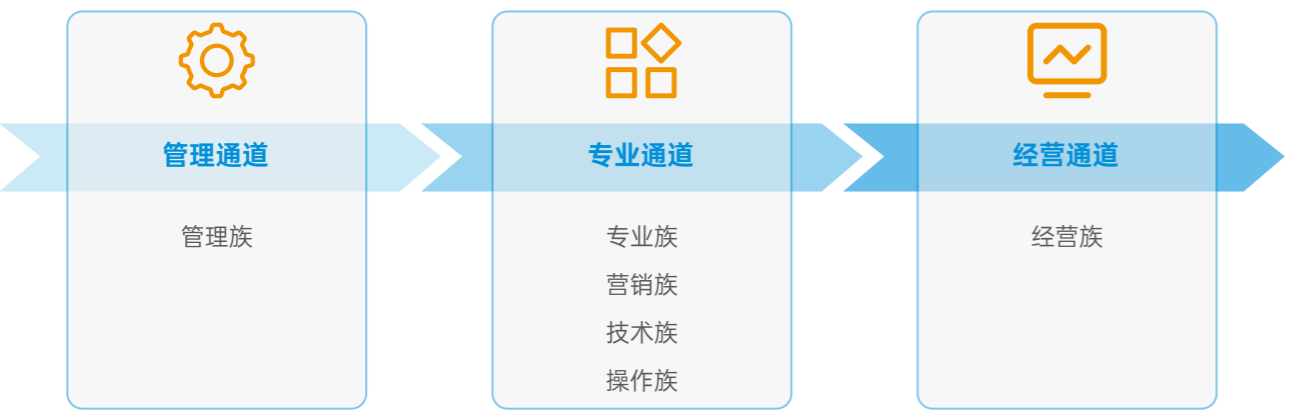 管理通道
管理族
专业通道
专业族
营销族
技术族
操作族
经营通道
经营族